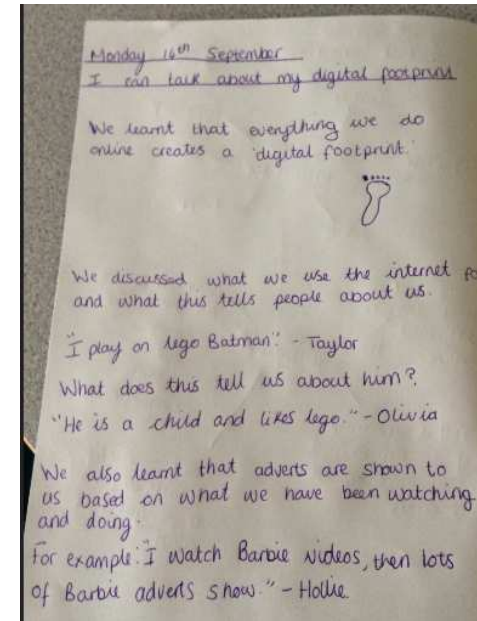 Monday 16th September
I can talk about my digital footprint
We learnt that everything we do
online creates a 'digital footprint.'
We discussed what we use the internet fo
and what this tells people about us.
"I play on lego Batman". - Taylor
What does this tell us about him?
"He is a child and likes lego." - Olivia
We also learnt that adverts are shown to
us based on what we have been watching
and doing.
For example: "I watch Barbie videos, then lots
of Barbie adverts show." - Hollie.